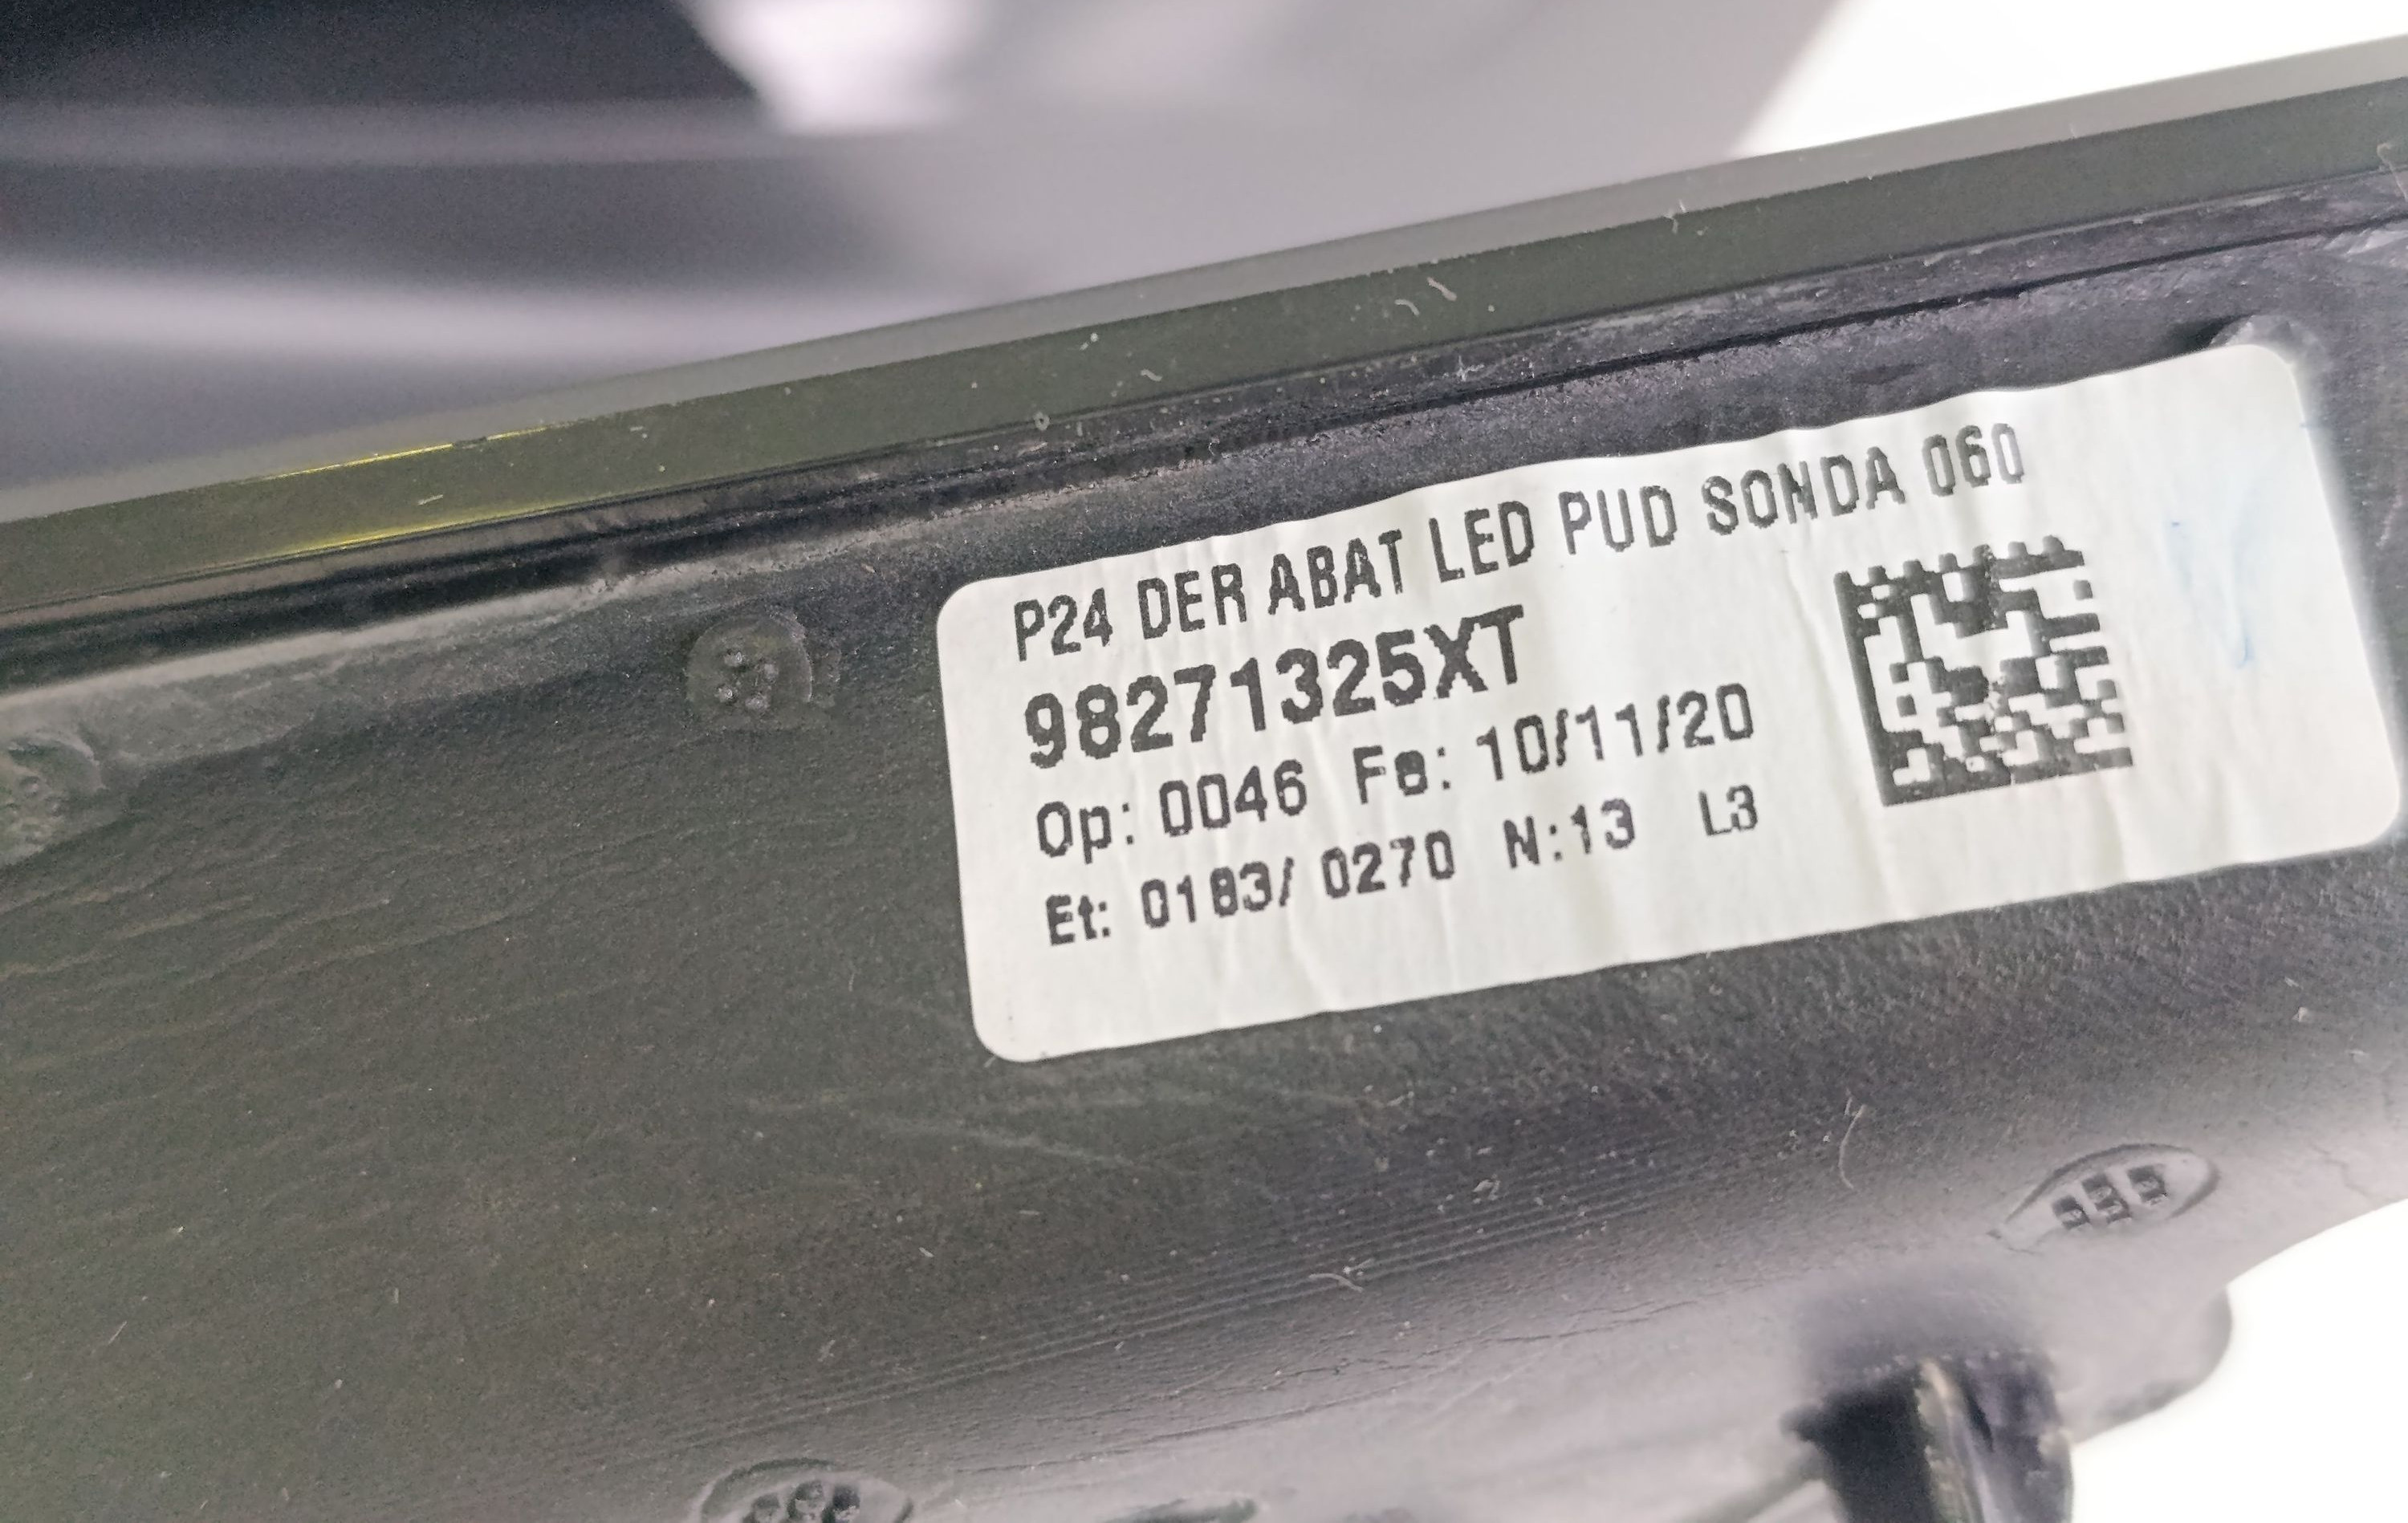 P24 DER ABAT LED PUD SONDA 060
98271325XT
Op: 0046 Fe: 10/11/20
Et: 0183/ 0270 N:13 L3